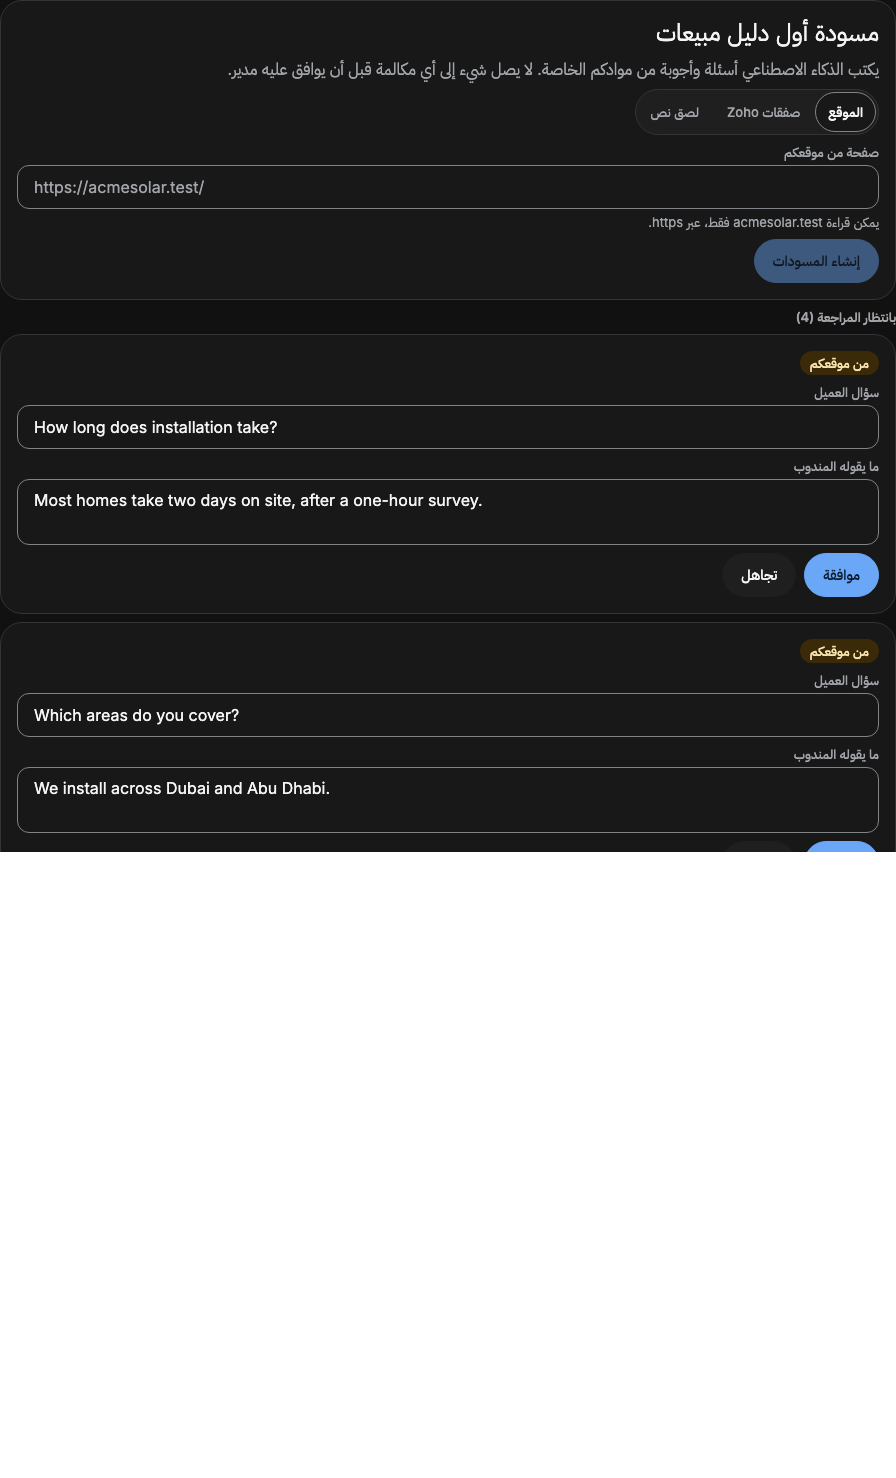 مسودة أول دليل مبيعات
يكتب الذكاء الاصطناعي أسئلة وأجوبة من موادكم الخاصة. لا يصل شيء إلى أي مكالمة قبل أن يوافق عليه مدير.
الموقع صفقات Zoho لصق نص
صفحة من موقعكم
https://acmesolar.test/
يمكن قراءة acmesolar.test فقط، عبر https.
إنشاء المسودات
بانتظار المراجعة (4)
من موقعكم
سؤال العميل
How long does installation take?
ما يقوله المندوب
Most homes take two days on site, after a one-hour survey.
موافقة تجاهل
من موقعكم
سؤال العميل
Which areas do you cover?
ما يقوله المندوب
We install across Dubai and Abu Dhabi.